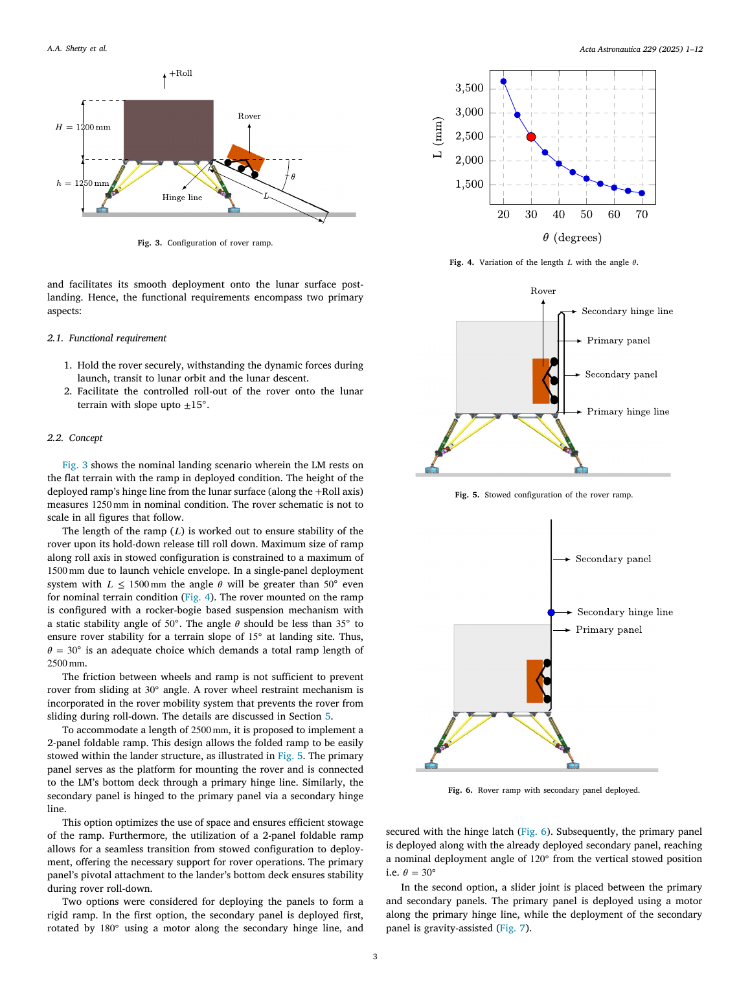 A.A. Shetty et al.
Acta Astronautica 229 (2025) 1–12
+Roll
Rover
H = 1200 mm
h = 1250 mm
θ
Hinge line
L
Fig. 3. Configuration of rover ramp.
and facilitates its smooth deployment onto the lunar surface post-
landing. Hence, the functional requirements encompass two primary
aspects:
2.1. Functional requirement
1. Hold the rover securely, withstanding the dynamic forces during
launch, transit to lunar orbit and the lunar descent.
2. Facilitate the controlled roll-out of the rover onto the lunar
terrain with slope upto ±15°.
2.2. Concept
Fig. 3 shows the nominal landing scenario wherein the LM rests on
the flat terrain with the ramp in deployed condition. The height of the
deployed ramp's hinge line from the lunar surface (along the +Roll axis)
measures 1250 mm in nominal condition. The rover schematic is not to
scale in all figures that follow.
The length of the ramp (L) is worked out to ensure stability of the
rover upon its hold-down release till roll down. Maximum size of ramp
along roll axis in stowed configuration is constrained to a maximum of
1500 mm due to launch vehicle envelope. In a single-panel deployment
system with L ≤ 1500 mm the angle θ will be greater than 50° even
for nominal terrain condition (Fig. 4). The rover mounted on the ramp
is configured with a rocker-bogie based suspension mechanism with
a static stability angle of 50°. The angle θ should be less than 35° to
ensure rover stability for a terrain slope of 15° at landing site. Thus,
θ = 30° is an adequate choice which demands a total ramp length of
2500 mm.
The friction between wheels and ramp is not sufficient to prevent
rover from sliding at 30° angle. A rover wheel restraint mechanism is
incorporated in the rover mobility system that prevents the rover from
sliding during roll-down. The details are discussed in Section 5.
To accommodate a length of 2500 mm, it is proposed to implement a
2-panel foldable ramp. This design allows the folded ramp to be easily
stowed within the lander structure, as illustrated in Fig. 5. The primary
panel serves as the platform for mounting the rover and is connected
to the LM's bottom deck through a primary hinge line. Similarly, the
secondary panel is hinged to the primary panel via a secondary hinge
line.
This option optimizes the use of space and ensures efficient stowage
of the ramp. Furthermore, the utilization of a 2-panel foldable ramp
allows for a seamless transition from stowed configuration to deploy-
ment, offering the necessary support for rover operations. The primary
panel's pivotal attachment to the lander's bottom deck ensures stability
during rover roll-down.
Two options were considered for deploying the panels to form a
rigid ramp. In the first option, the secondary panel is deployed first,
rotated by 180° using a motor along the secondary hinge line, and
3,500
3,000
2,500
2,000
1,500
L (mm)
20 30 40 50 60 70
θ (degrees)
Fig. 4. Variation of the length L with the angle θ.
Rover
Secondary hinge line
Primary panel
Secondary panel
Primary hinge line
Fig. 5. Stowed configuration of the rover ramp.
Secondary panel
Secondary hinge line
Primary panel
Fig. 6. Rover ramp with secondary panel deployed.
secured with the hinge latch (Fig. 6). Subsequently, the primary panel
is deployed along with the already deployed secondary panel, reaching
a nominal deployment angle of 120° from the vertical stowed position
i.e. θ = 30°
In the second option, a slider joint is placed between the primary
and secondary panels. The primary panel is deployed using a motor
along the primary hinge line, while the deployment of the secondary
panel is gravity-assisted (Fig. 7).
3